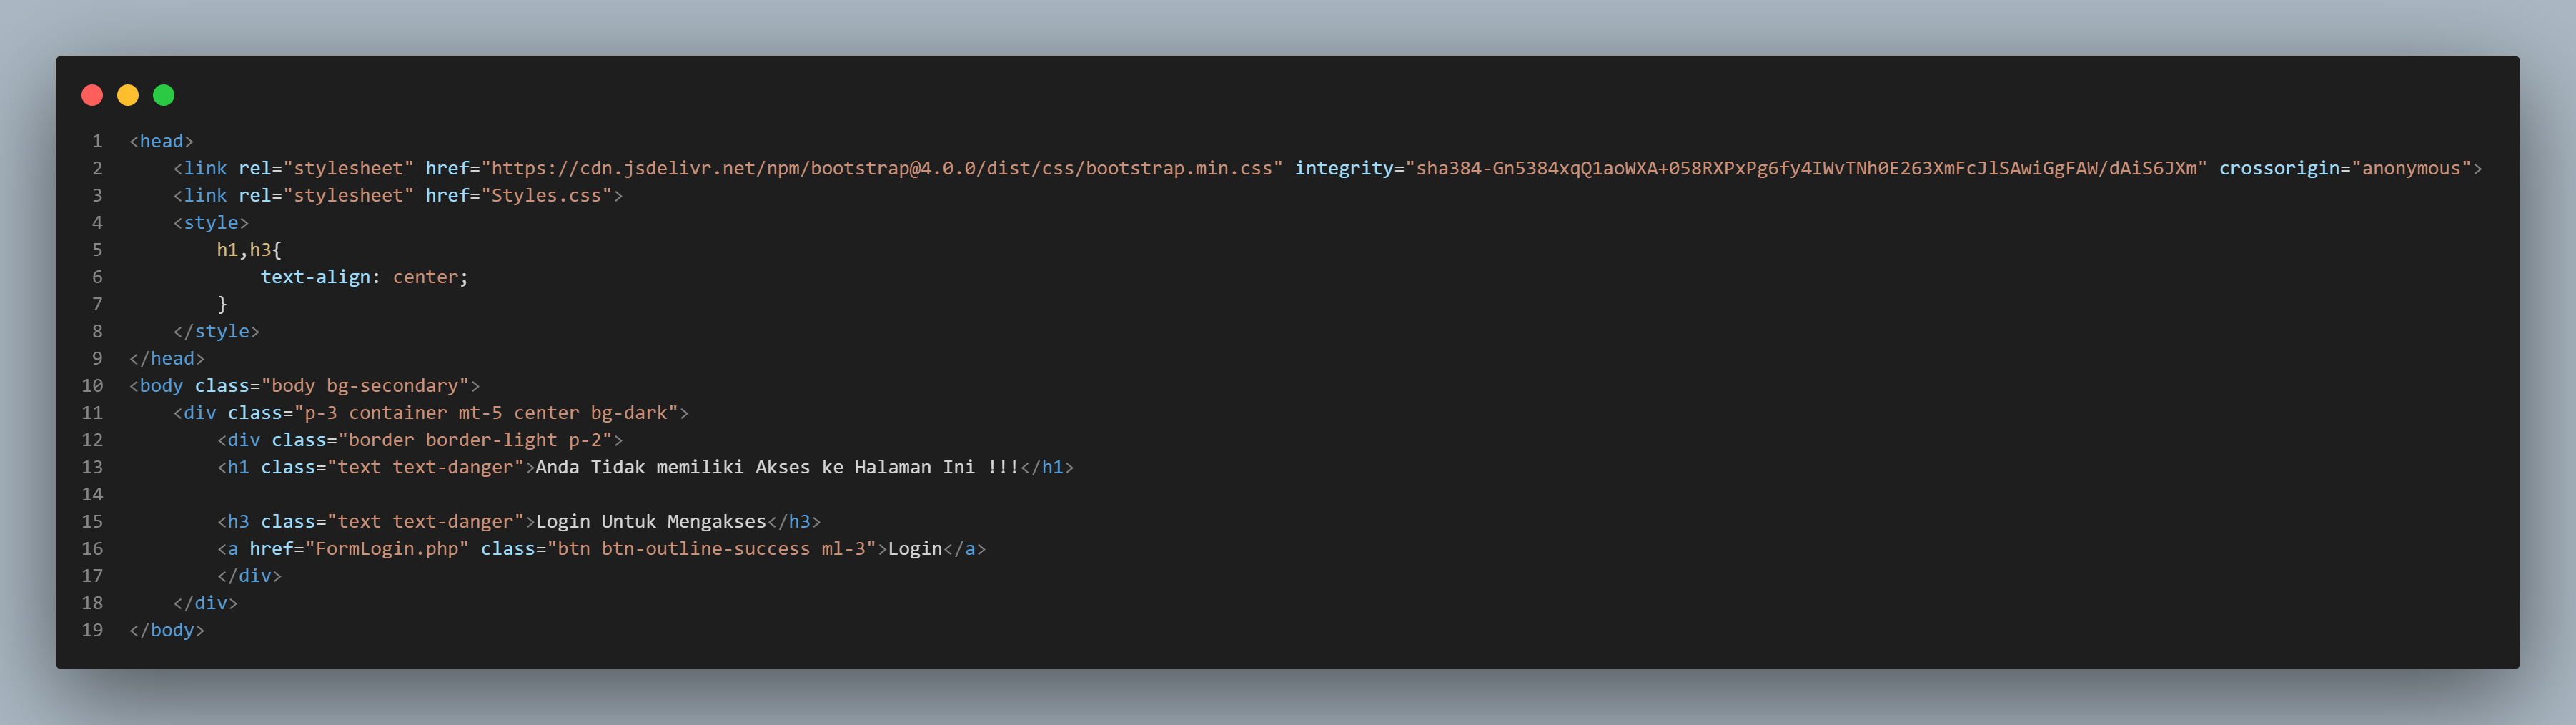 1 <head>
2     <link rel="stylesheet" href="https://cdn.jsdelivr.net/npm/bootstrap@4.0.0/dist/css/bootstrap.min.css" integrity="sha384-Gn5384xqQ1aoWXA+058RXPxPg6fy4IWvTNh0E263XmFcJlSAwiGgFAW/dAiS6JXm" crossorigin="anonymous">
3     <link rel="stylesheet" href="Styles.css">
4     <style>
5         h1,h3{
6             text-align: center;
7         }
8     </style>
9 </head>
10 <body class="body bg-secondary">
11     <div class="p-3 container mt-5 center bg-dark">
12         <div class="border border-light p-2">
13         <h1 class="text text-danger">Anda Tidak memiliki Akses ke Halaman Ini !!!</h1>
14
15         <h3 class="text text-danger">Login Untuk Mengakses</h3>
16         <a href="FormLogin.php" class="btn btn-outline-success ml-3">Login</a>
17         </div>
18     </div>
19 </body>